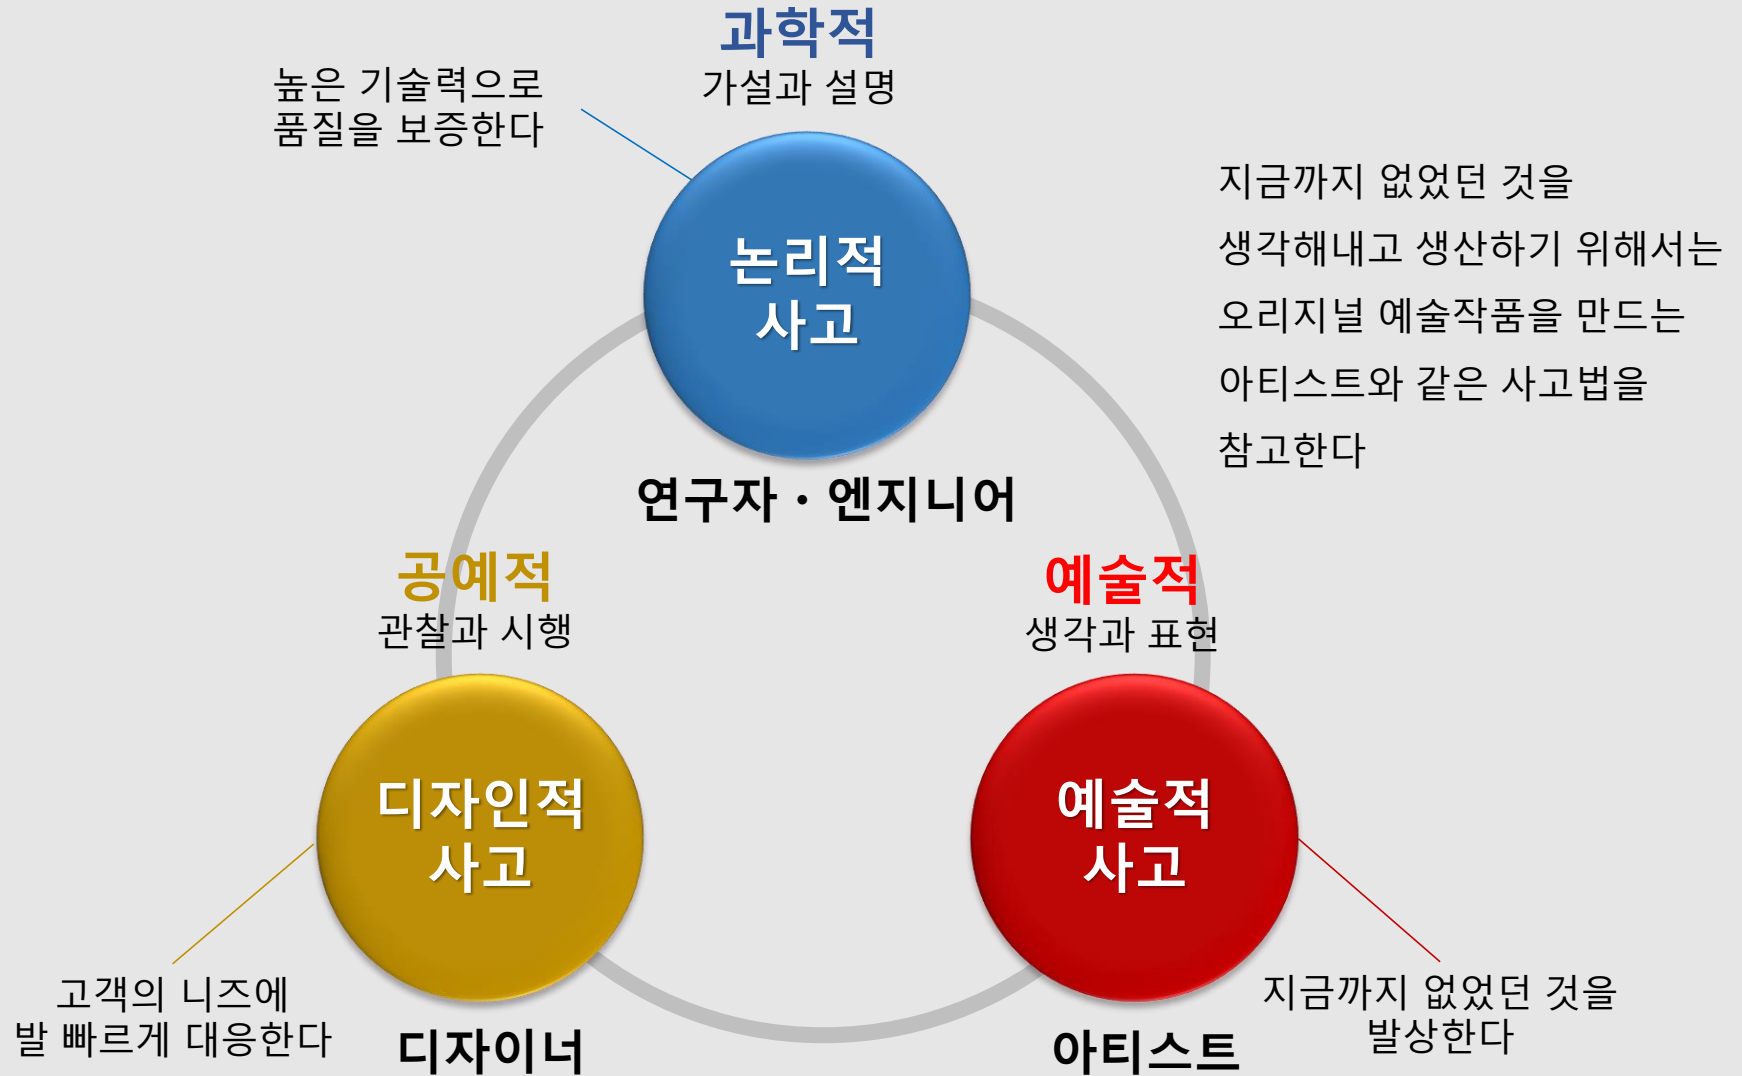 과학적
가설과 설명
높은 기술력으로
품질을 보증한다
논리적
사고
연구자・엔지니어
지금까지 없었던 것을
생각해내고 생산하기 위해서는
오리지널 예술작품을 만드는
아티스트와 같은 사고법을
참고한다
공예적
관찰과 시행
디자인적
사고
고객의 니즈에
발 빠르게 대응한다
디자이너
예술적
생각과 표현
예술적
사고
지금까지 없었던 것을
발상한다
아티스트